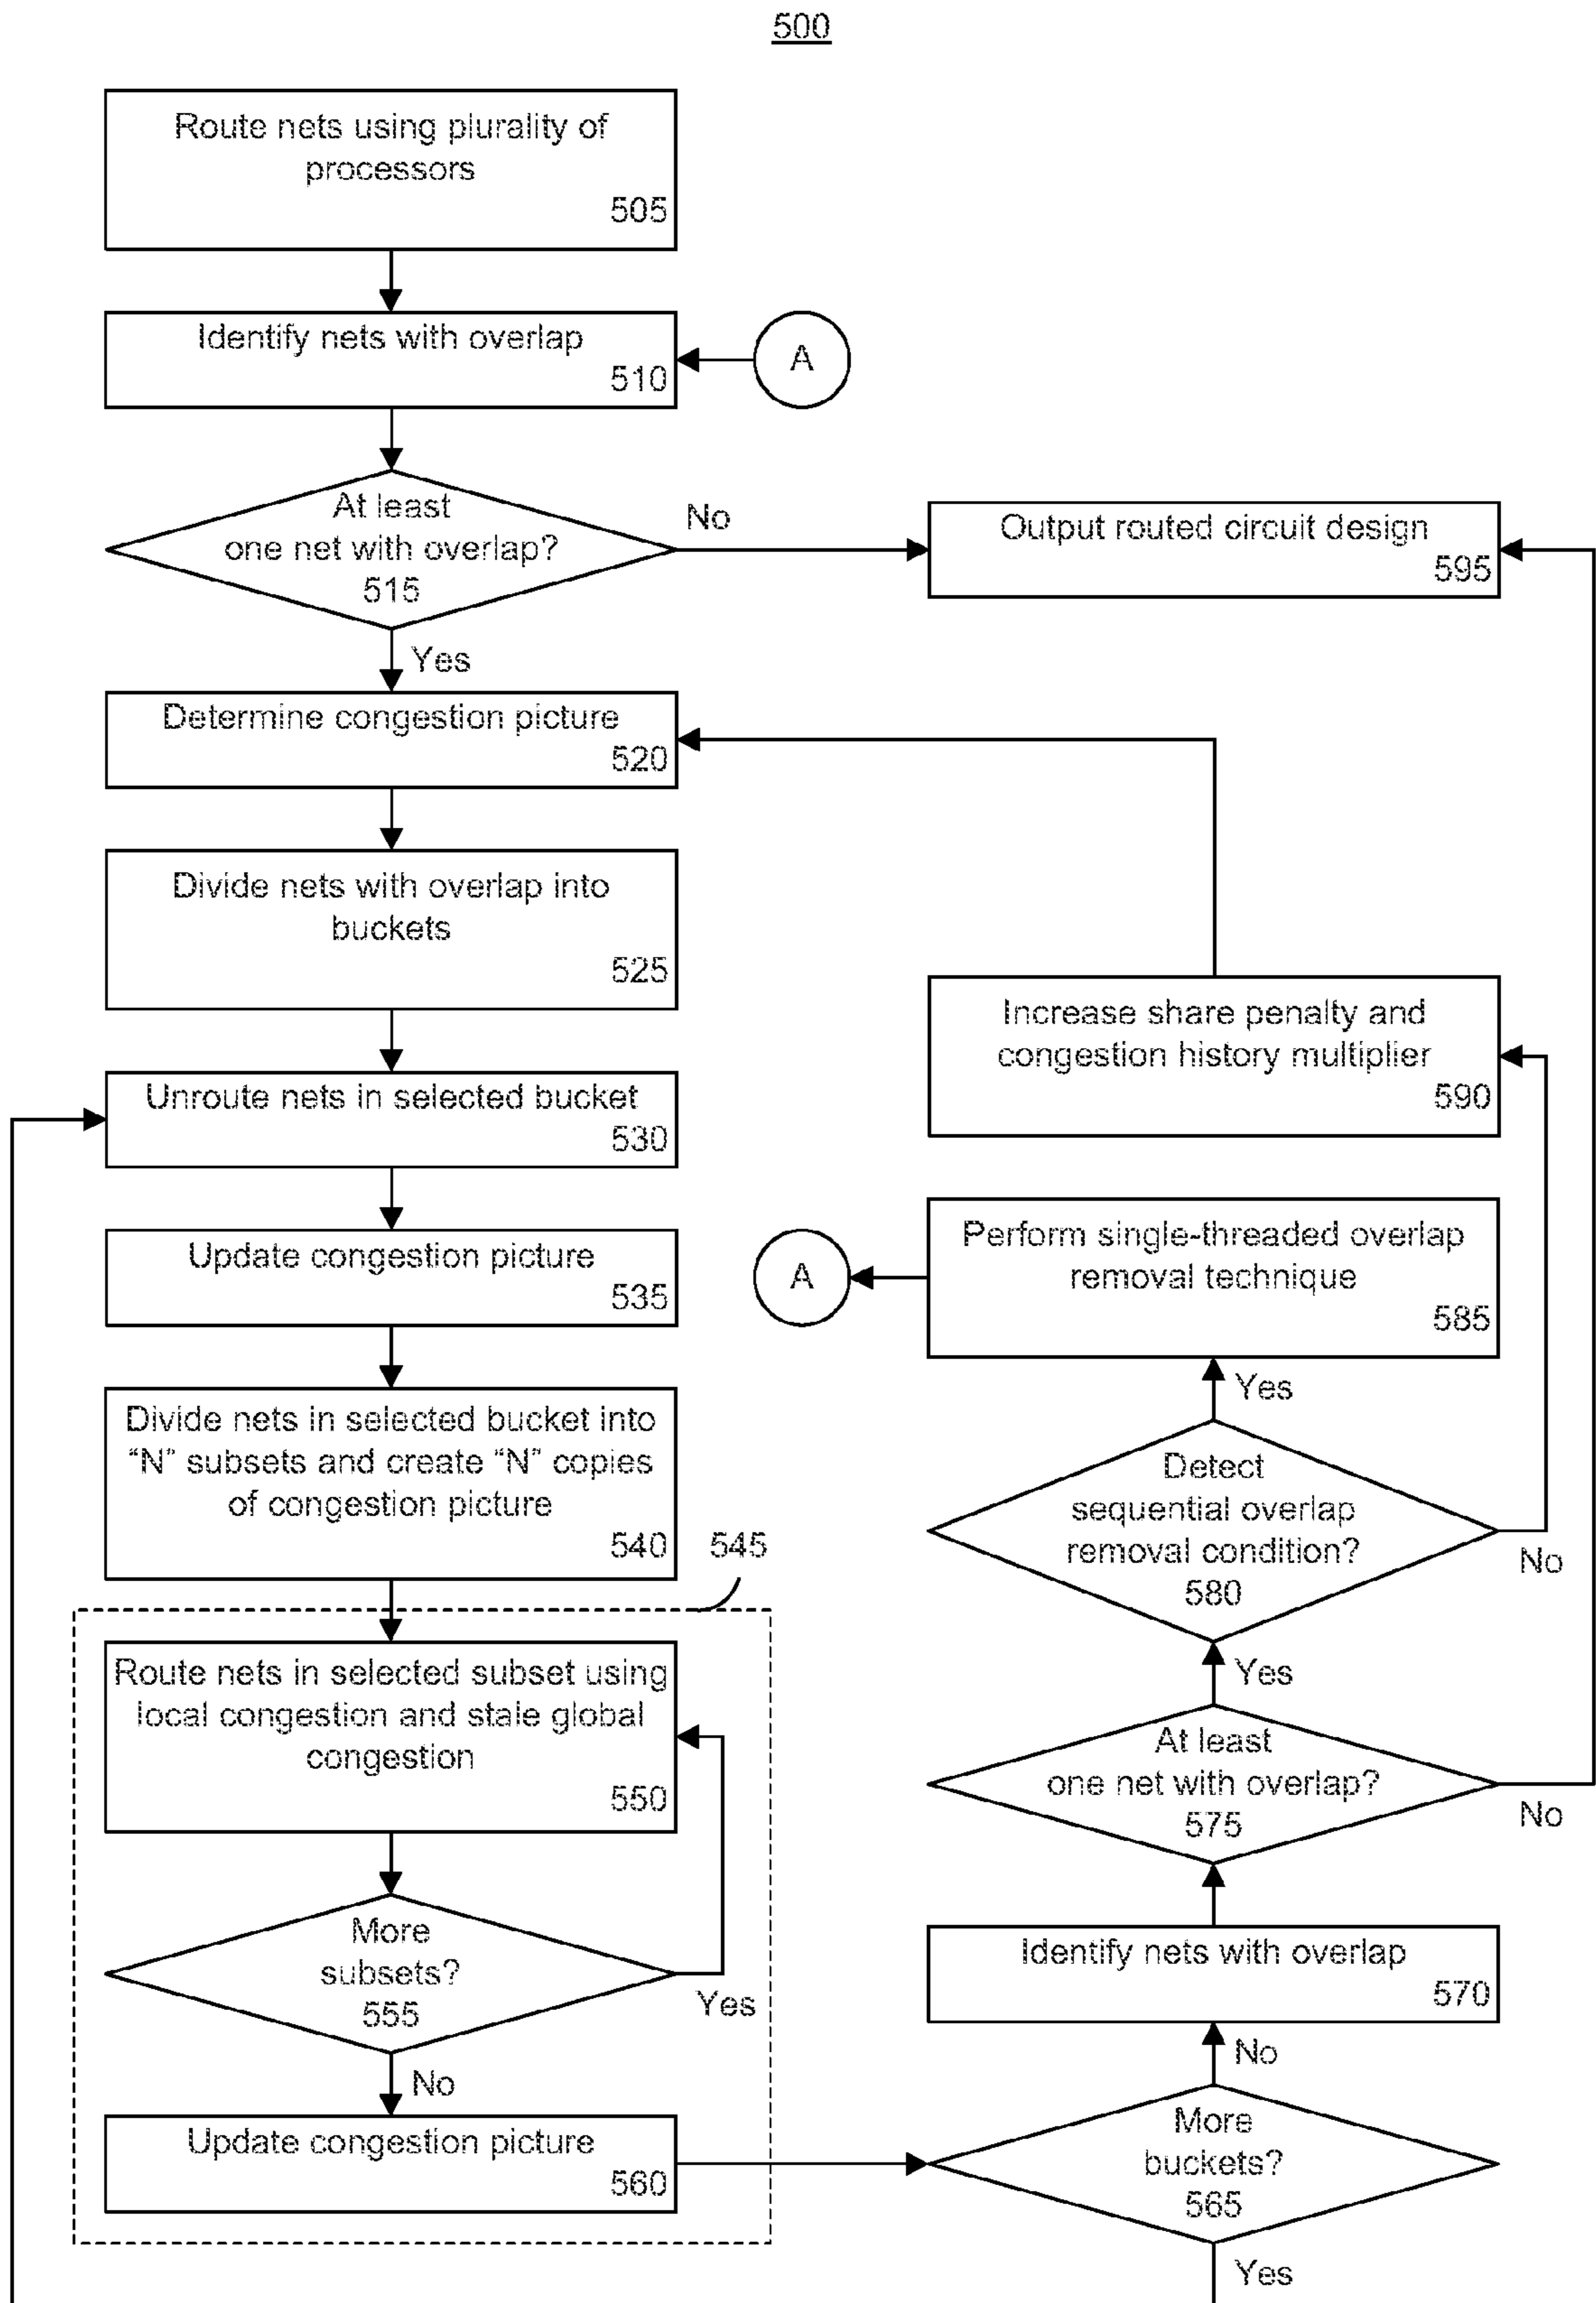 500
Route nets using plurality of
processors
505
Identify nets with overlap
510
A
At least
one net with overlap?
515
No
Yes
Output routed circuit design
595
Determine congestion picture
520
Divide nets with overlap into
buckets
525
Unroute nets in selected bucket
530
Update congestion picture
535
Divide nets in selected bucket into
“N” subsets and create “N” copies
of congestion picture
540
545
Route nets in selected subset using
local congestion and stale global
congestion
550
More
subsets?
555
Yes
No
Update congestion picture
560
Increase share penalty and
congestion history multiplier
590
Perform single-threaded overlap
removal technique
585
A
Yes
Detect
sequential overlap
removal condition?
580
No
Yes
At least
one net with overlap?
575
No
Identify nets with overlap
570
No
More
buckets?
565
Yes